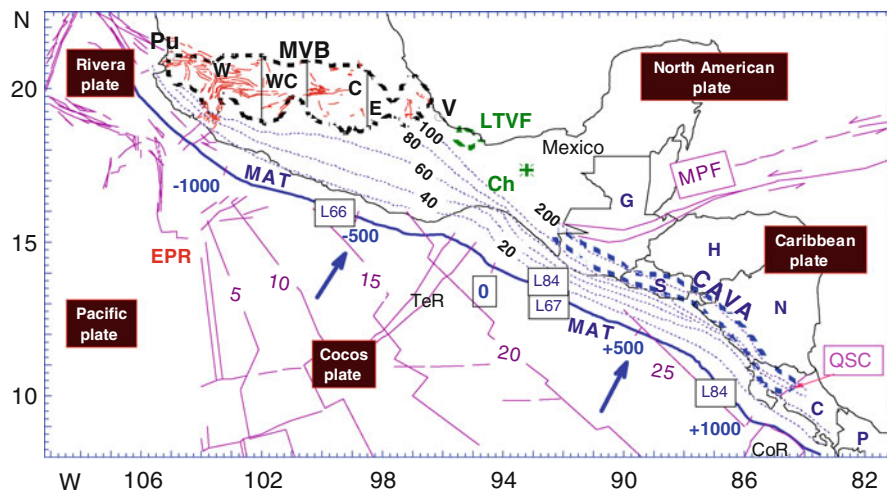 N
Pu
MVB
Rivera
plate
W
WC
C
E
V
North American
plate
20
LTVF
100
80
Mexico
60
Ch
MPF
-1000
MAT
40
200
G
L66
15
-500
20
H
Caribbean
plate
EPR
5
10
15
TeR
0
L84
S
CAVA
L67
N
Pacific
plate
MAT
Cocos
plate
20
+500
25
QSC
10
L84
C
+1000
P
CoR
W
106
102
98
94
90
86
82